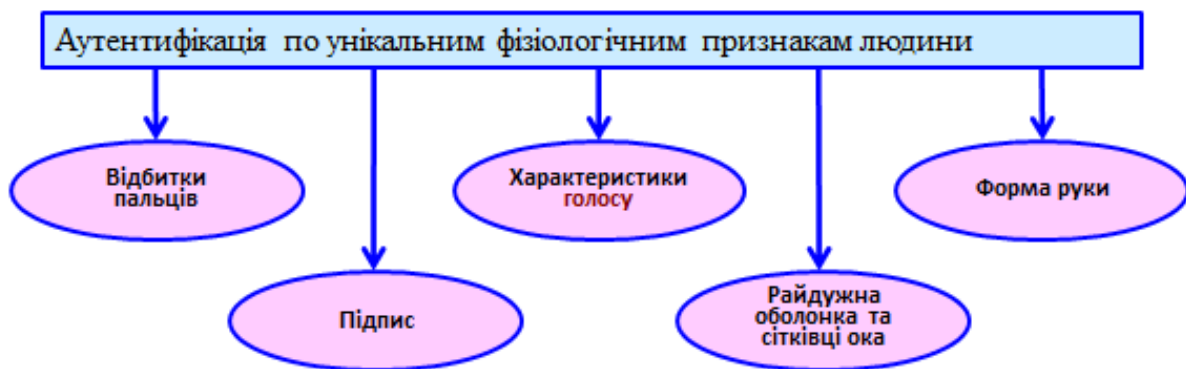 Аутентифікація по унікальним фізіологічним признакам людини
Відбитки
пальців
Характеристики
голосу
Форма руки
Підпис
Райдужна
оболонка та
сітківці ока